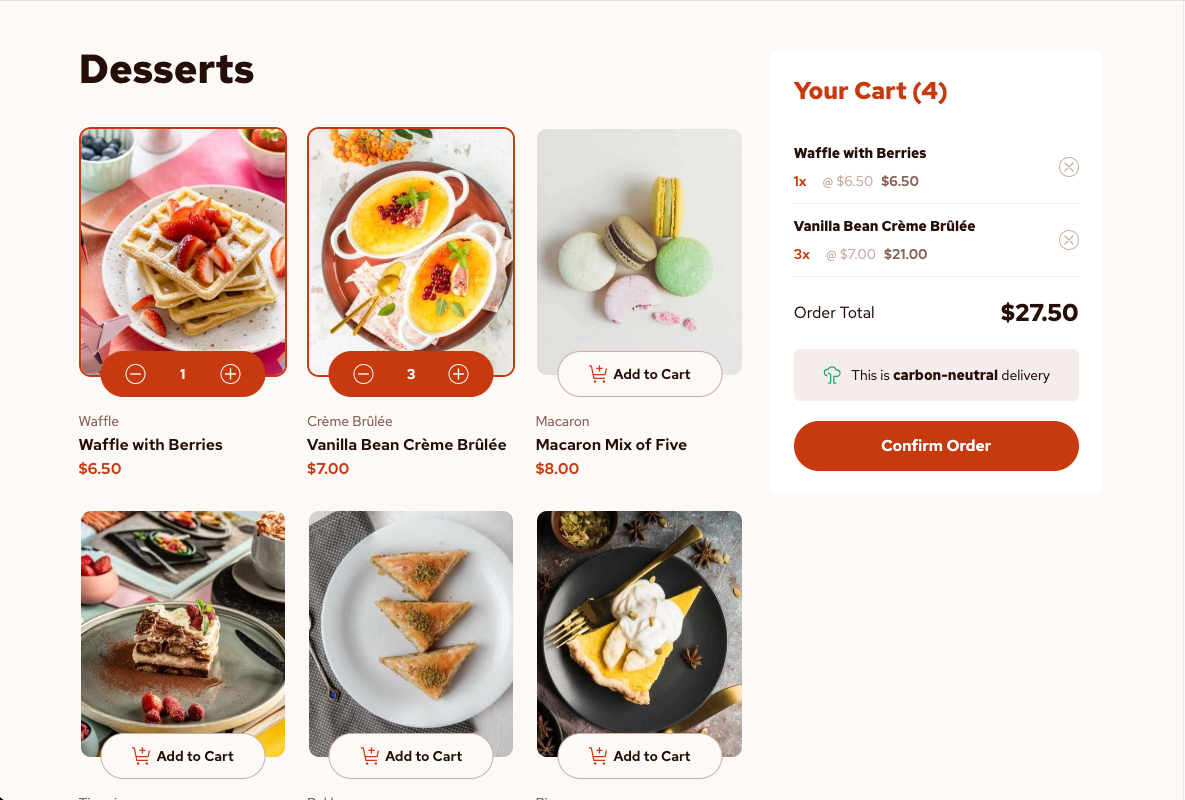 Desserts
1
Waffle
Waffle with Berries
$6.50
3
Crème Brûlée
Vanilla Bean Crème Brûlée
$7.00
Add to Cart
Macaron
Macaron Mix of Five
$8.00
Add to Cart
Add to Cart
Add to Cart
Your Cart (4)
Waffle with Berries
1x @ $6.50 $6.50
Vanilla Bean Crème Brûlée
3x @ $7.00 $21.00
Order Total $27.50
This is carbon-neutral delivery
Confirm Order